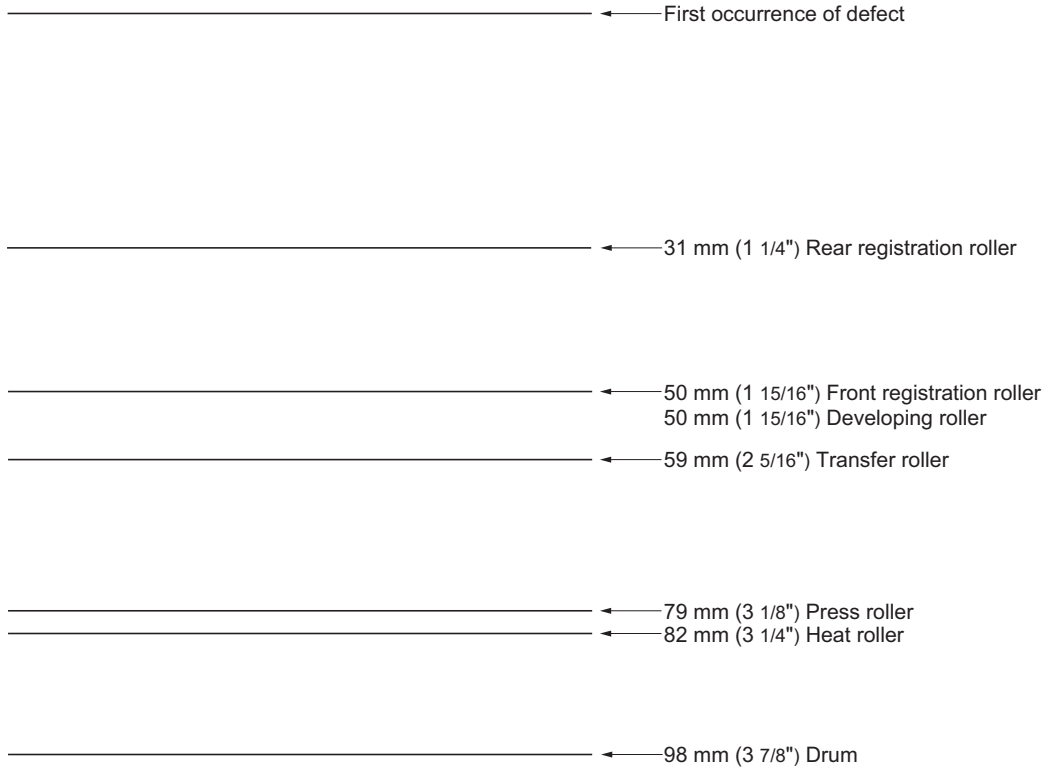 First occurrence of defect
31 mm (1 1/4") Rear registration roller
50 mm (1 15/16") Front registration roller
50 mm (1 15/16") Developing roller
59 mm (2 5/16") Transfer roller
79 mm (3 1/8") Press roller
82 mm (3 1/4") Heat roller
98 mm (3 7/8") Drum